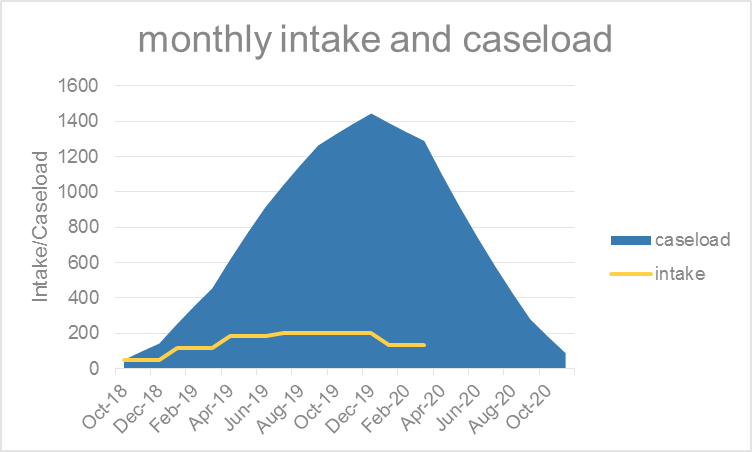 monthly intake and caseload
Intake/Caseload
1600
1400
1200
1000
800
600
400
200
0
Oct-18
Dec-18
Feb-19
Apr-19
Jun-19
Aug-19
Oct-19
Dec-19
Feb-20
Apr-20
Jun-20
Aug-20
Oct-20
caseload
intake